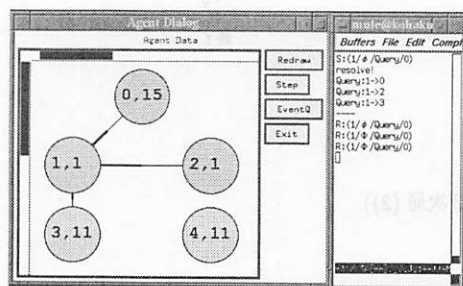 Agent Dialog
Agent Data
0,15
1,1
2,1
3,11
4,11
Redraw
Step
EventQ
Exit
Buffers File Edit Compl
S:(1/φ/Query/0)
resolve!
Query:1->0
Query:1->2
Query:1->3
----
R:(1/Φ/Query/0)
R:(1/Φ/Query/0)
R:(1/Φ/Query/0)
(2)